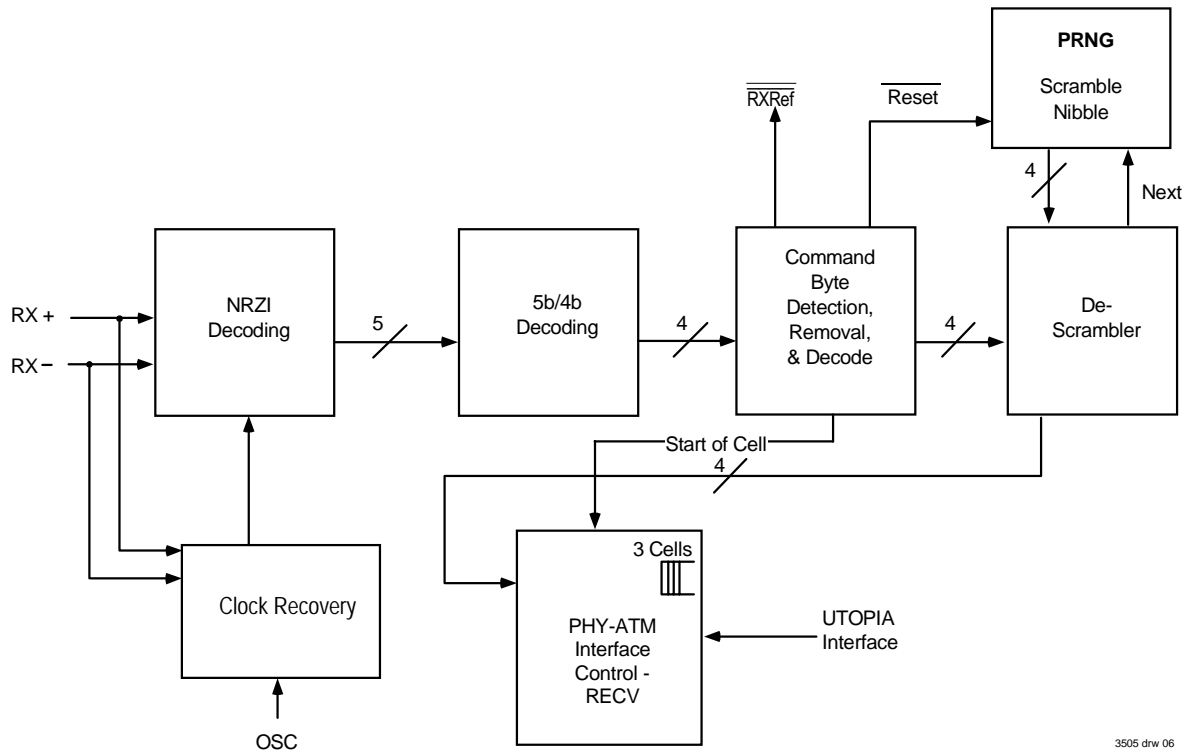 PRNG
Scramble
Nibble
RXRef
Reset
4
Next
NRZI
Decoding
5b/4b
Decoding
Command
Byte
Detection,
Removal,
& Decode
De-
Scrambler
RX +
RX –
5
4
4
Start of Cell
4
3 Cells
Clock Recovery
PHY-ATM
Interface
Control -
RECV
UTOPIA
Interface
OSC
3505 drw 06